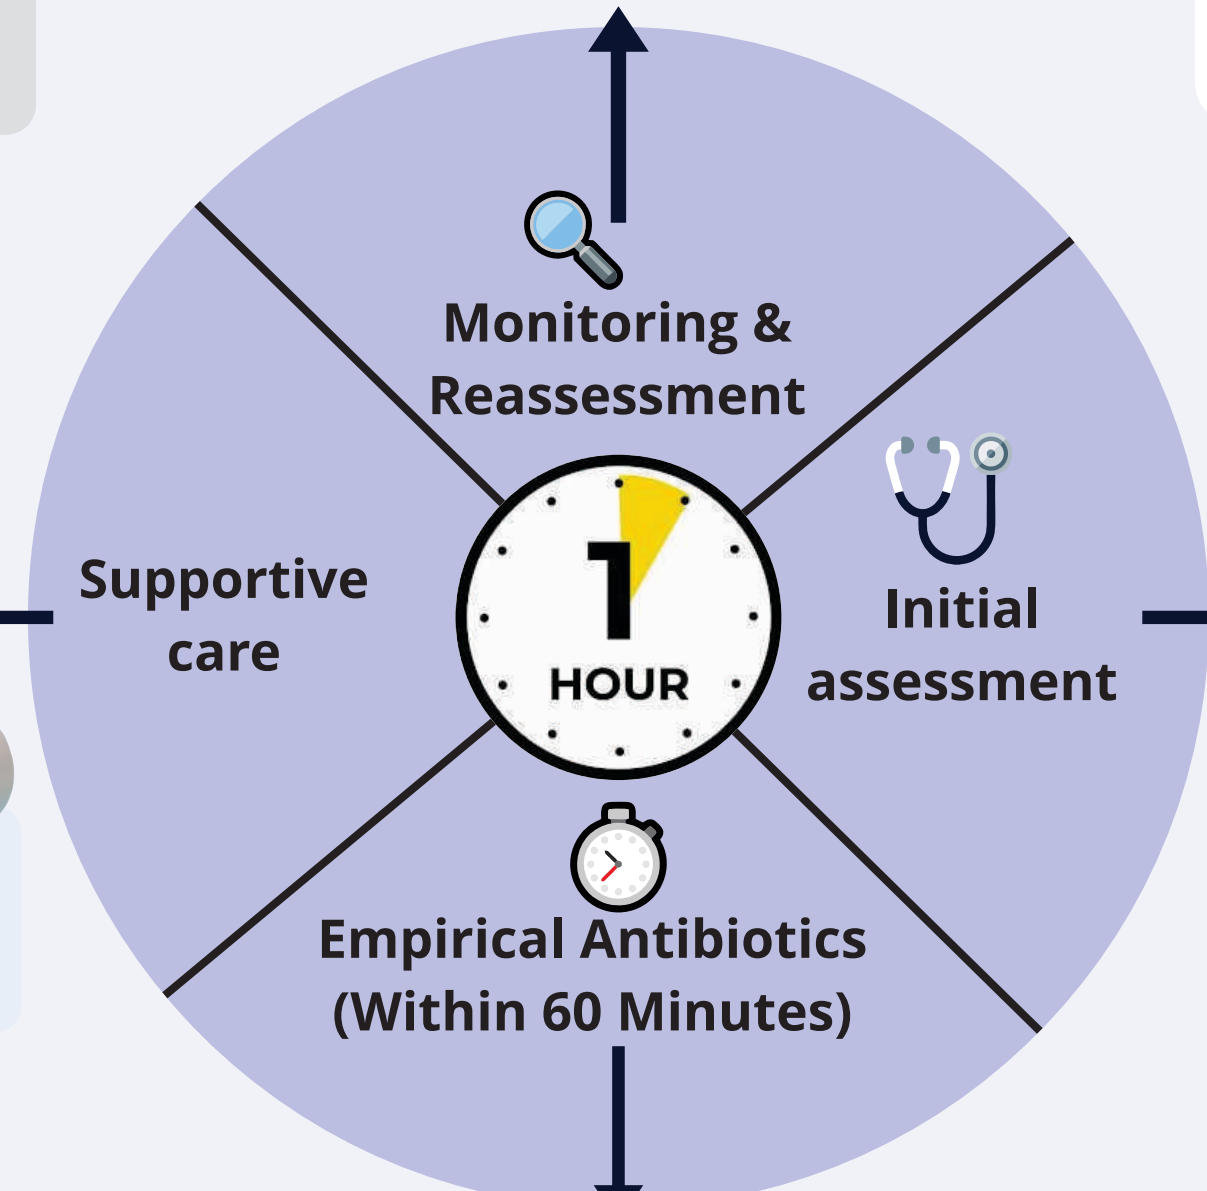 Monitoring &
Reassessment
Supportive
care
1
HOUR
Initial
assessment
Empirical Antibiotics
(Within 60 Minutes)